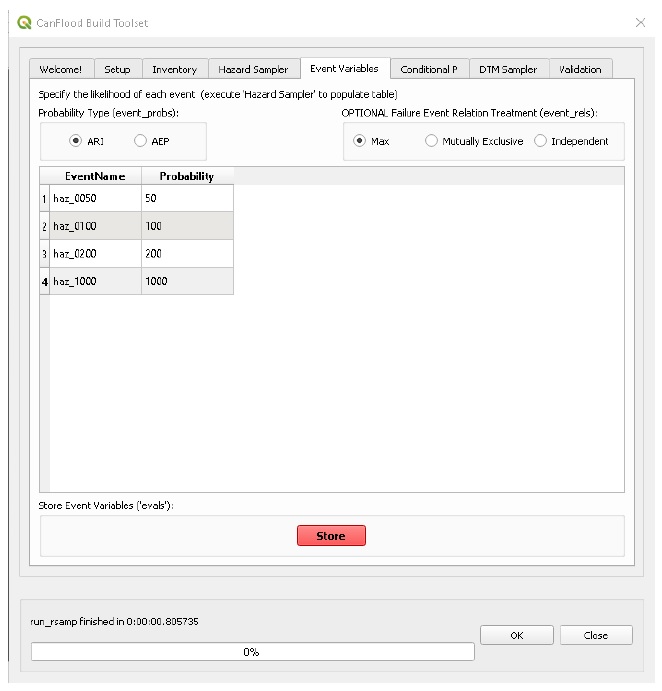 CanFlood Build Toolset
Welcome! Setup Inventory Hazard Sampler Event Variables Conditional P DTM Sampler Validation
Specify the likelihood of each event (execute 'Hazard Sampler' to populate table)
Probability Type (event_probs): OPTIONAL Failure Event Relation Treatment (event_rels):
ARI AEP Max Mutually Exclusive Independent
EventName Probability
1 haz_0050 50
2 haz_0100 100
3 haz_0200 200
4 haz_1000 1000
Store Event Variables ('evals'):
Store
run_rsamp finished in 0:00:00.805735
OK Close
0%